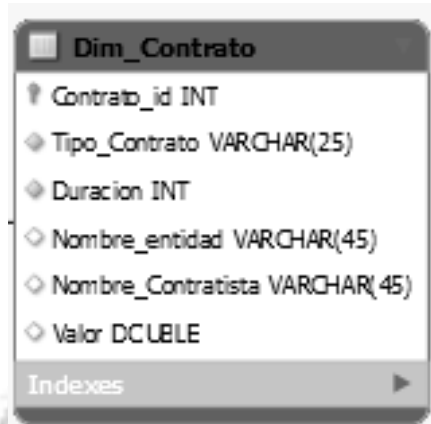 Dim_Contrato
Contrato_id INT
Tipo_Contrato VARCHAR(25)
Duracion INT
Nombre_entidad VARCHAR(45)
Nombre_Contratista VARCHAR(45)
Valor DOUBLE
Indexes